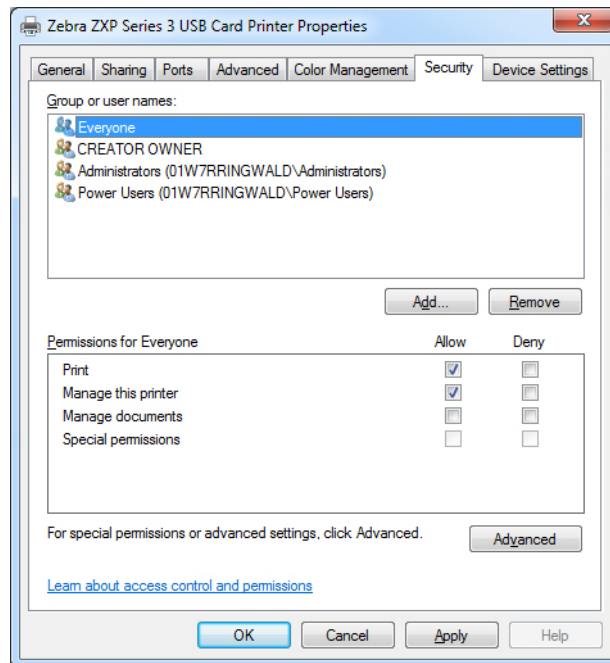 Zebra ZXP Series 3 USB Card Printer Properties
General Sharing Ports Advanced Color Management Security Device Settings
Group or user names:
Everyone
CREATOR OWNER
Administrators (01W7RRINGWALD\Administrators)
Power Users (01W7RRINGWALD\Power Users)
Add... Remove
Permissions for Everyone Allow Deny
Print
Manage this printer
Manage documents
Special permissions
For special permissions or advanced settings, click Advanced. Advanced
Learn about access control and permissions
OK Cancel Apply Help